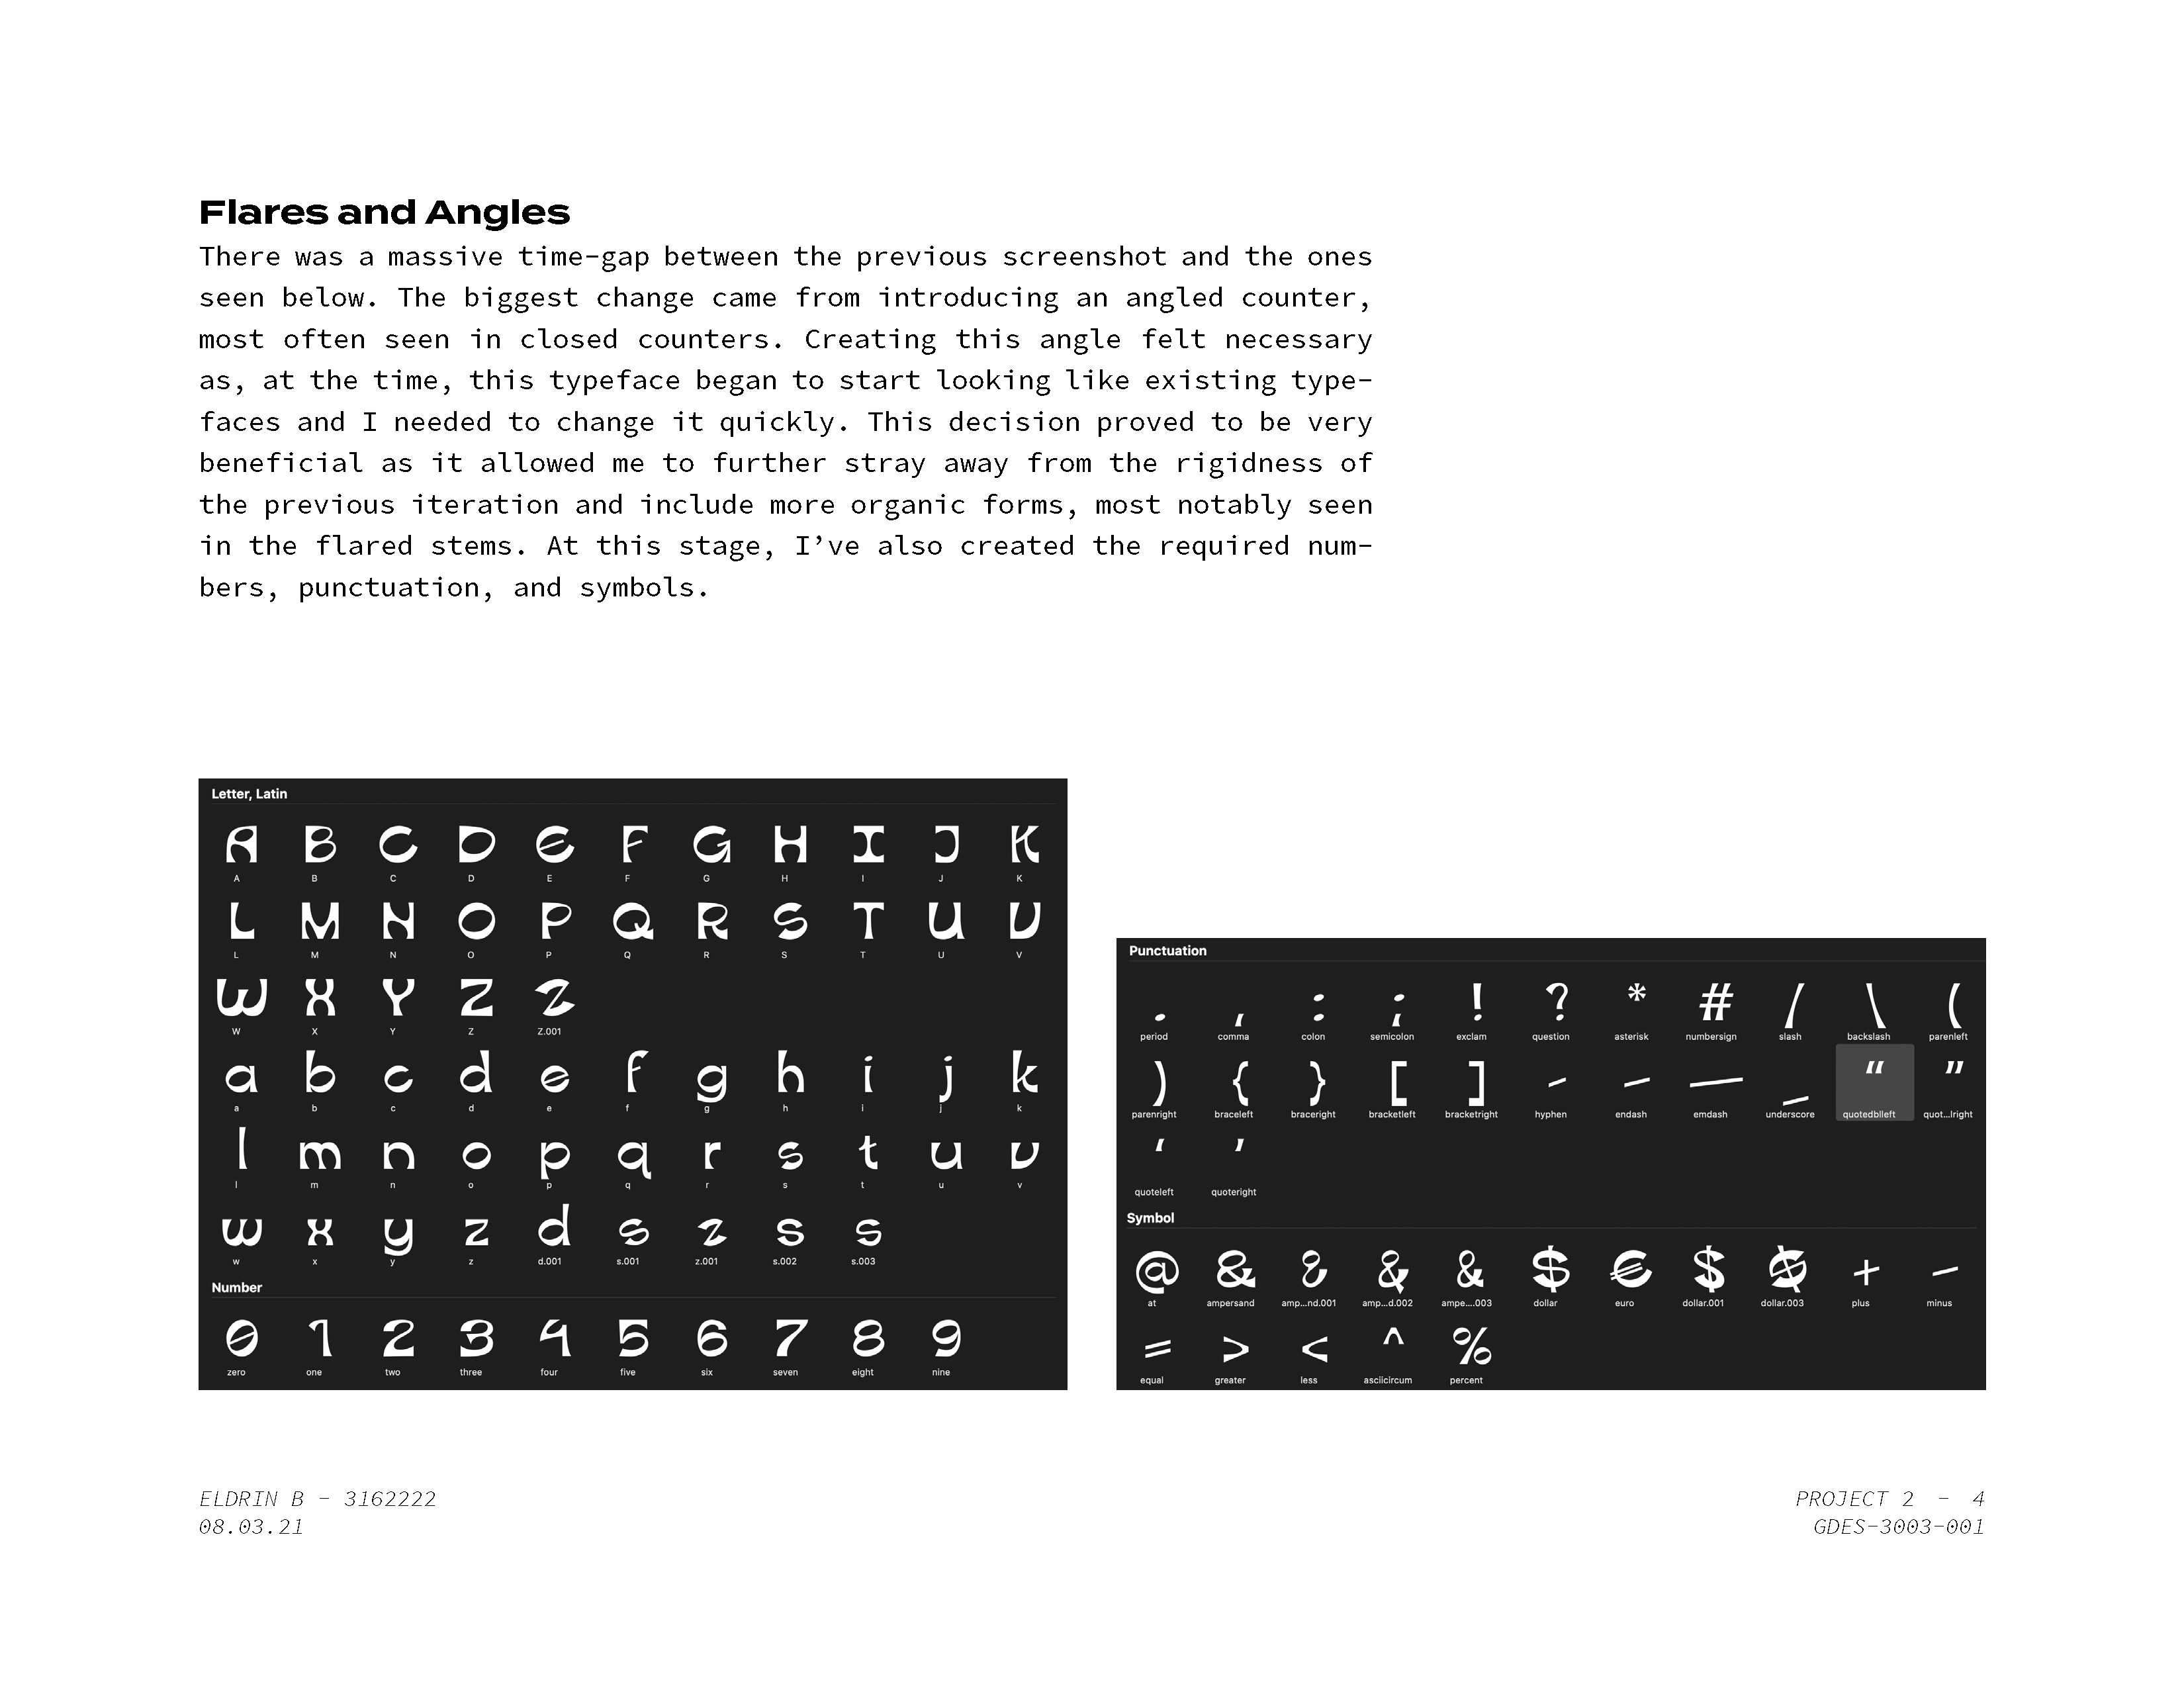 Flares and Angles
There was a massive time-gap between the previous screenshot and the ones
seen below. The biggest change came from introducing an angled counter,
most often seen in closed counters. Creating this angle felt necessary
as, at the time, this typeface began to start looking like existing type-
faces and I needed to change it quickly. This decision proved to be very
beneficial as it allowed me to further stray away from the rigidness of
the previous iteration and include more organic forms, most notably seen
in the flared stems. At this stage, I’ve also created the required num-
bers, punctuation, and symbols.
Letter, Latin
A B C D E F G H I J K
A B C D E F G H I J K
L M N O P Q R S T U V
L M N O P Q R S T U V
W X Y Z Z
W X Y Z Z.001
a b c d e f g h i j k
a b c d e f g h i j k
l m n o p q r s t u v
l m n o p q r s t u v
w x y z d s z s s
w x y z d.001 s.001 z.001 s.002 s.003
Number
0 1 2 3 4 5 6 7 8 9
zero one two three four five six seven eight nine
Punctuation
. , : ; ! ? * # / \ (
period comma colon semicolon exclam question asterisk numbersign slash backslash parenleft
) { } [ ] - – — _ “ ”
parenright braceleft braceright bracketleft bracketright hyphen endash emdash underscore quotedblleft quot...lright
‘ ’
quoteleft quoteright
Symbol
@ & & & & $ € $ $ + −
at ampersand amp...nd.001 amp...d.002 ampe....003 dollar euro dollar.001 dollar.003 plus minus
= > < ^ %
equal greater less asciicircum percent
ELDRIN B - 3162222
08.03.21
PROJECT 2 - 4
GDES-3003-001